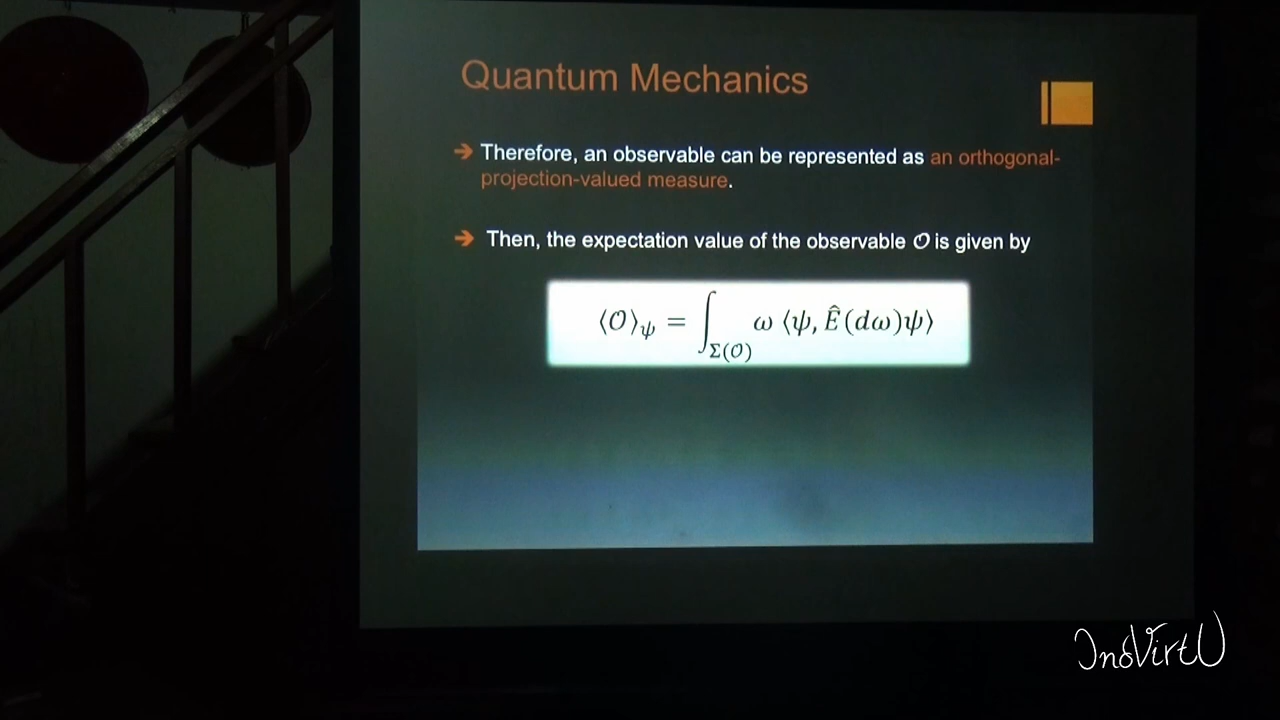 Quantum Mechanics
➔ Therefore, an observable can be represented as an orthogonal-
projection-valued measure.
➔ Then, the expectation value of the observable 𝒪 is given by
⟨𝒪⟩ψ = ∫Σ(𝒪) ω ⟨ψ, Ê(dω)ψ⟩
InoVirtU